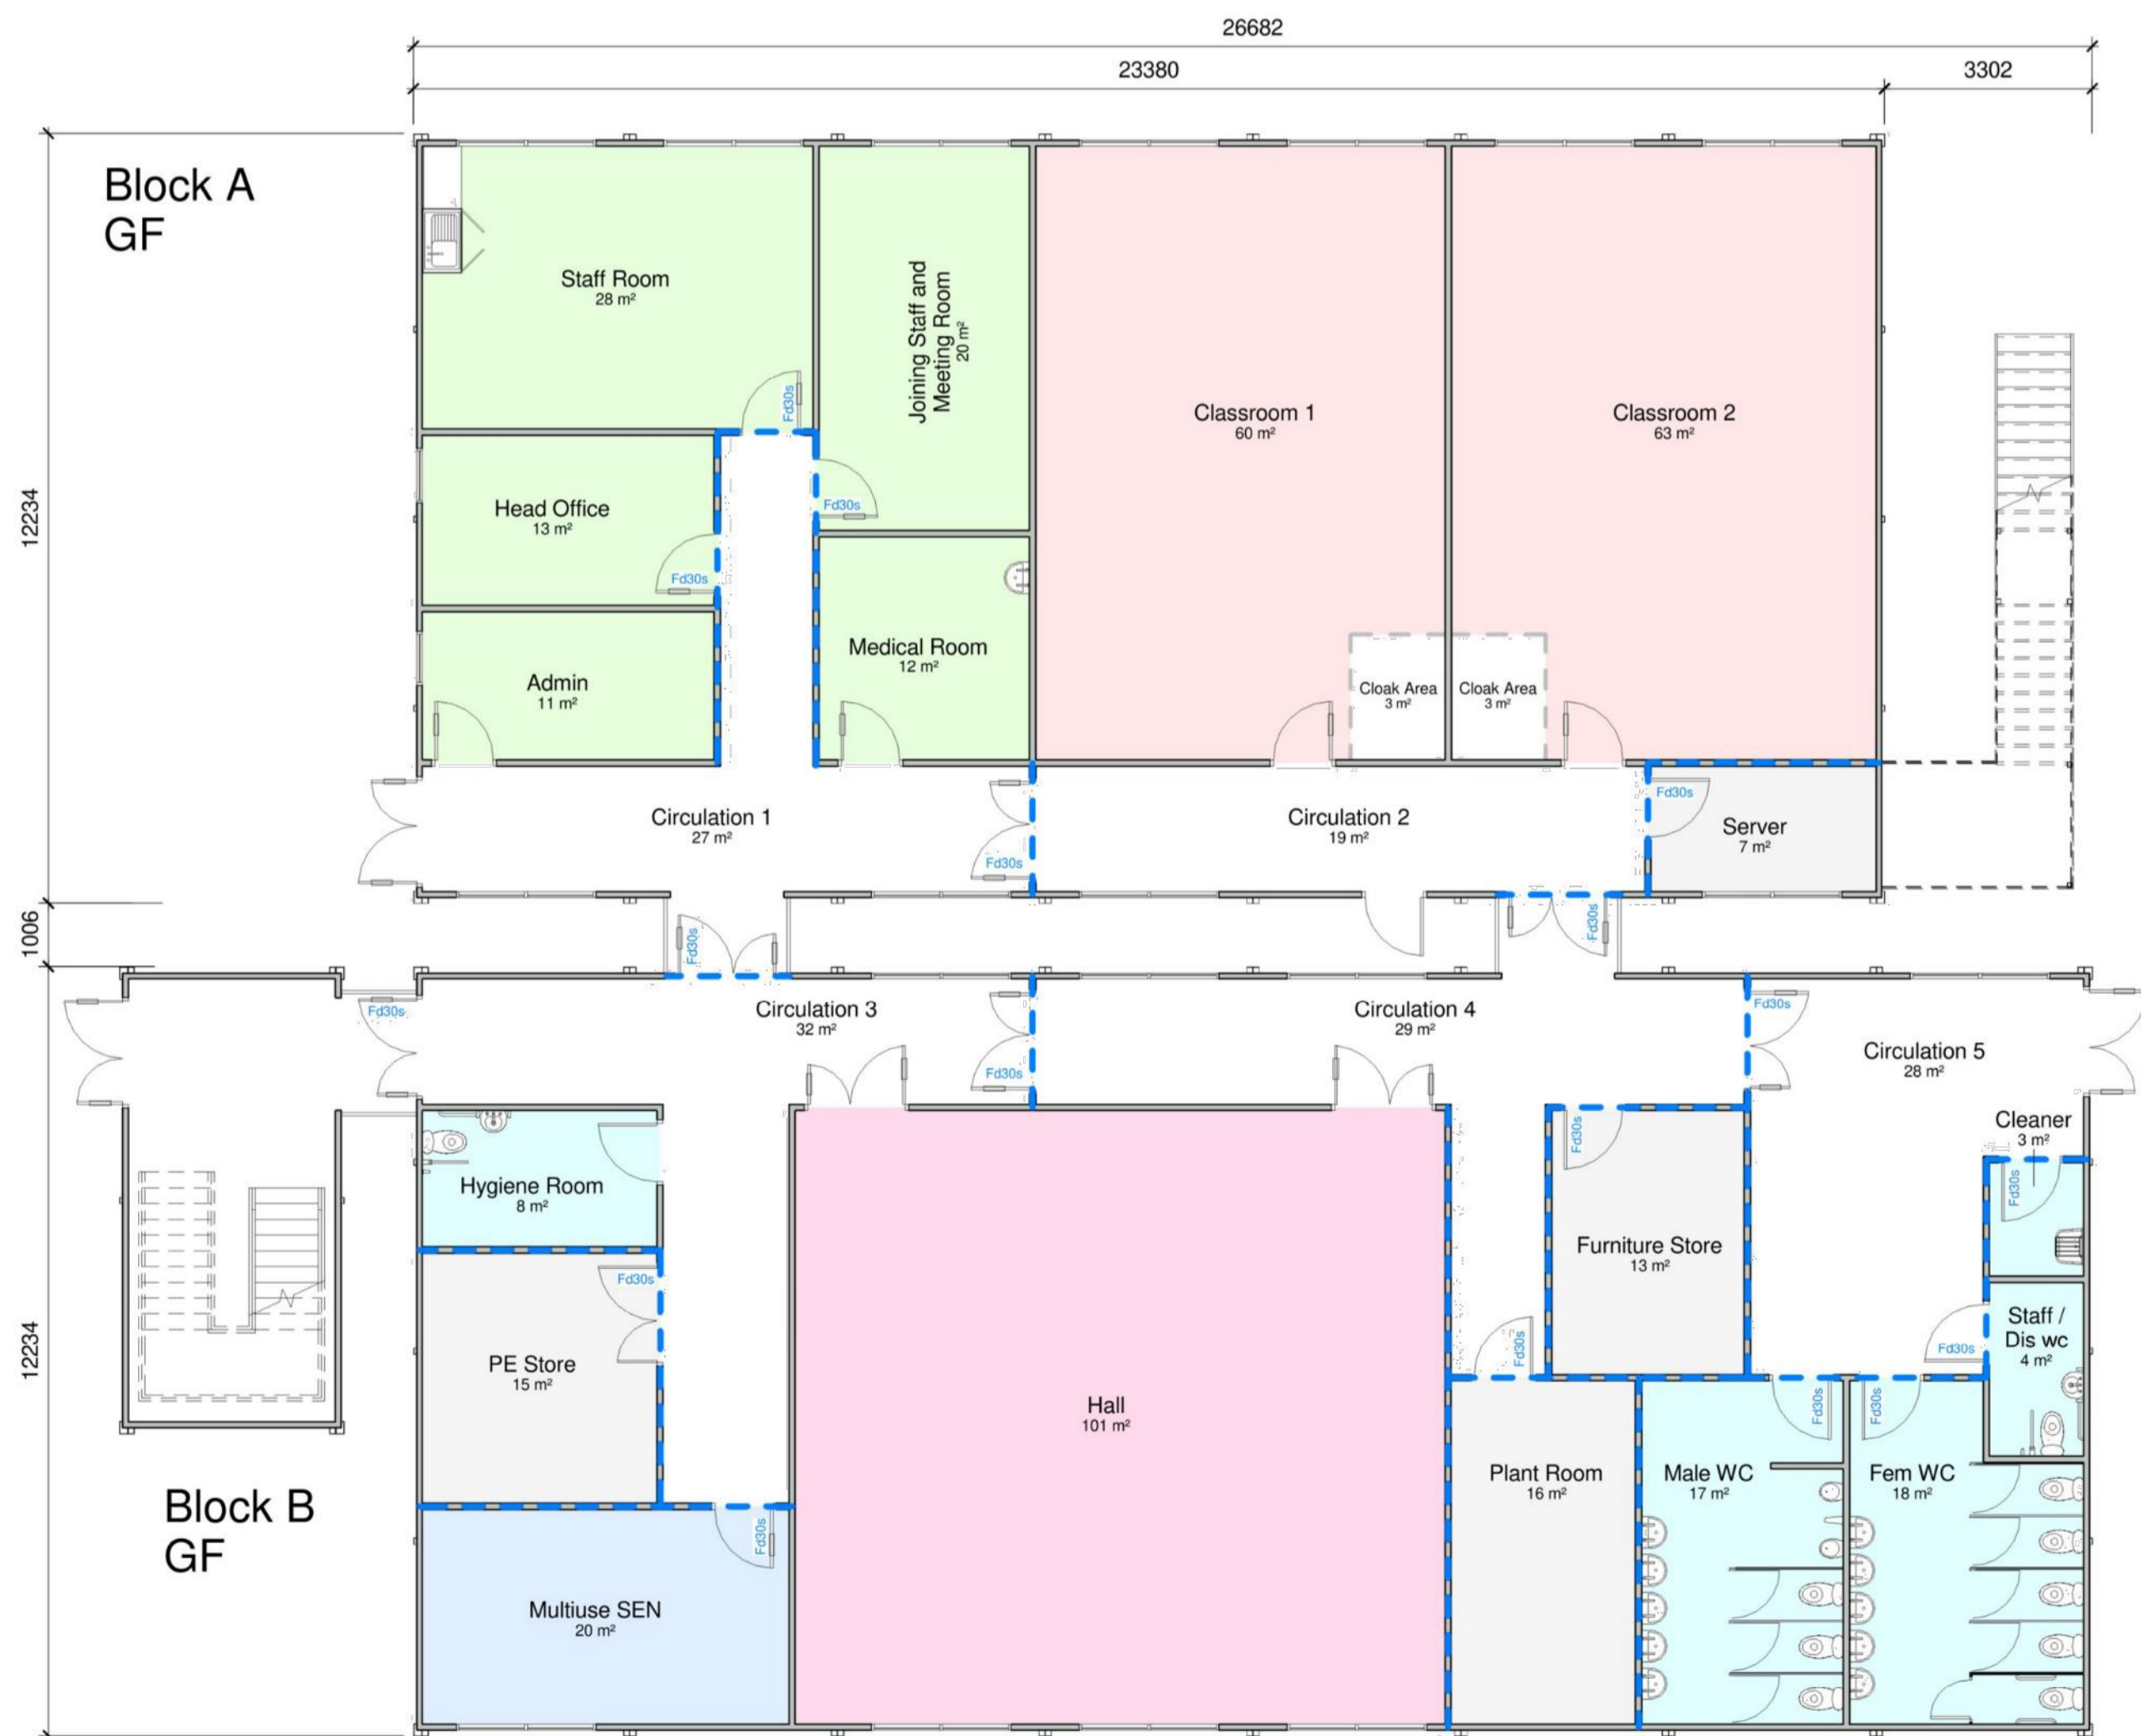 26682
23380
3302
Block A
GF
12234
1006
12234
Staff Room
28 m²
Fd30s
Joining Staff and
Meeting Room
20 m²
Fd30s
Classroom 1
60 m²
Classroom 2
63 m²
Head Office
13 m²
Fd30s
Medical Room
12 m²
Admin
11 m²
Cloak Area
3 m²
Cloak Area
3 m²
Circulation 1
27 m²
Fd30s
Circulation 2
19 m²
Fd30s
Server
7 m²
Fd30s
Fd30s
Fd30s
Circulation 3
32 m²
Fd30s
Circulation 4
29 m²
Fd30s
Circulation 5
28 m²
Cleaner
3 m²
Fd30s
Hygiene Room
8 m²
Fd30s
Furniture Store
13 m²
Fd30s
PE Store
15 m²
Fd30s
Staff /
Dis wc
4 m²
Fd30s
Hall
101 m²
Fd30s
Fd30s
Plant Room
16 m²
Male WC
17 m²
Fem WC
18 m²
Block B
GF
Fd30s
Multiuse SEN
20 m²